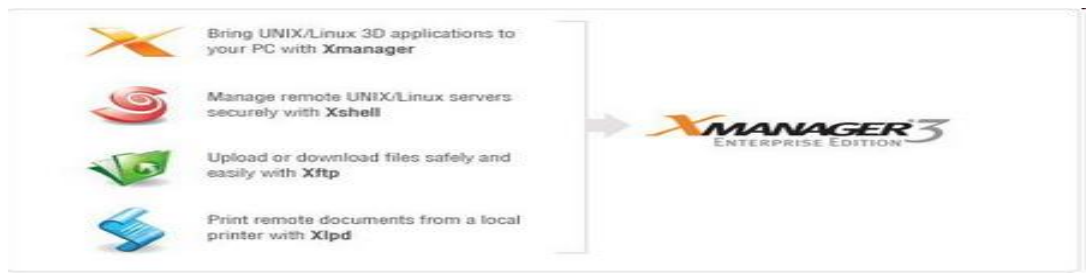 Bring UNIX/Linux 3D applications to
your PC with Xmanager
Manage remote UNIX/Linux servers
securely with Xshell
Upload or download files safely and
easily with Xftp
Print remote documents from a local
printer with Xlpd
XMANAGER 3
ENTERPRISE EDITION